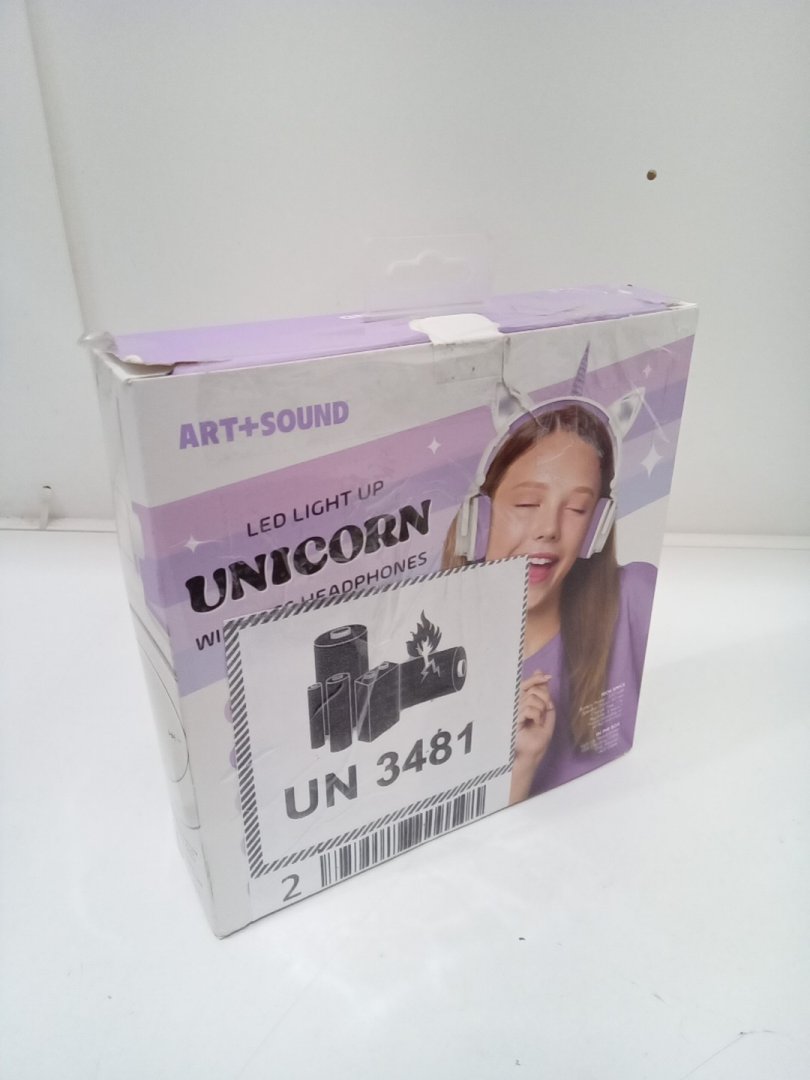 ART+SOUND
LED LIGHT UP
UNICORN
HEADPHONES
UN 3481
2